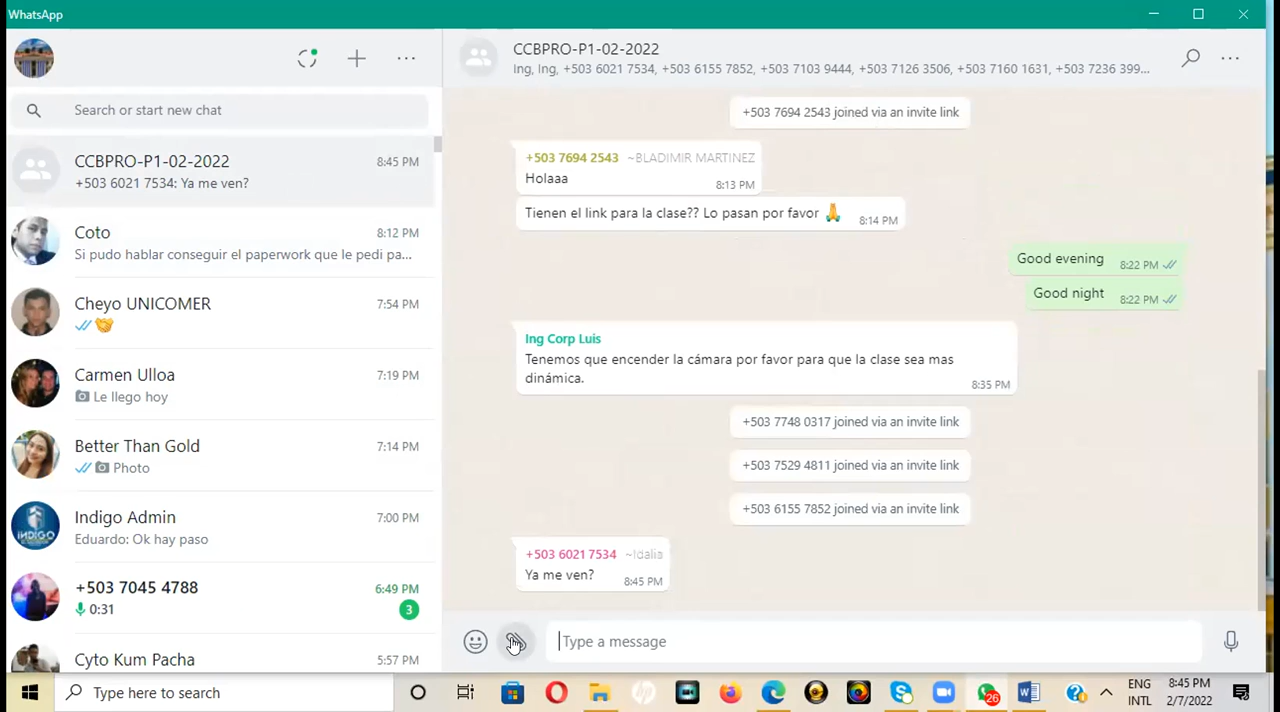 WhatsApp
Search or start new chat
CCBPRO-P1-02-2022
8:45 PM
+503 6021 7534: Ya me ven?
Coto
8:12 PM
Si pudo hablar conseguir el paperwork que le pedi pa...
Cheyo UNICOMER
7:54 PM
Carmen Ulloa
7:19 PM
Le llego hoy
Better Than Gold
7:14 PM
Photo
Indigo Admin
7:00 PM
Eduardo: Ok hay paso
+503 7045 4788
6:49 PM
0:31
3
Cyto Kum Pacha
5:57 PM
CCBPRO-P1-02-2022
Ing, Ing, +503 6021 7534, +503 6155 7852, +503 7103 9444, +503 7126 3506, +503 7160 1631, +503 7236 399...
+503 7694 2543 joined via an invite link
+503 7694 2543 ~BLADIMIR MARTINEZ
Holaaa
8:13 PM
Tienen el link para la clase?? Lo pasan por favor 🙏 8:14 PM
Good evening 8:22 PM
Good night 8:22 PM
Ing Corp Luis
Tenemos que encender la cámara por favor para que la clase sea mas
dinámica.
8:35 PM
+503 7748 0317 joined via an invite link
+503 7529 4811 joined via an invite link
+503 6155 7852 joined via an invite link
+503 6021 7534 ~Idalia
Ya me ven? 8:45 PM
Type a message
Type here to search
hp
26
ENG
INTL
8:45 PM
2/7/2022